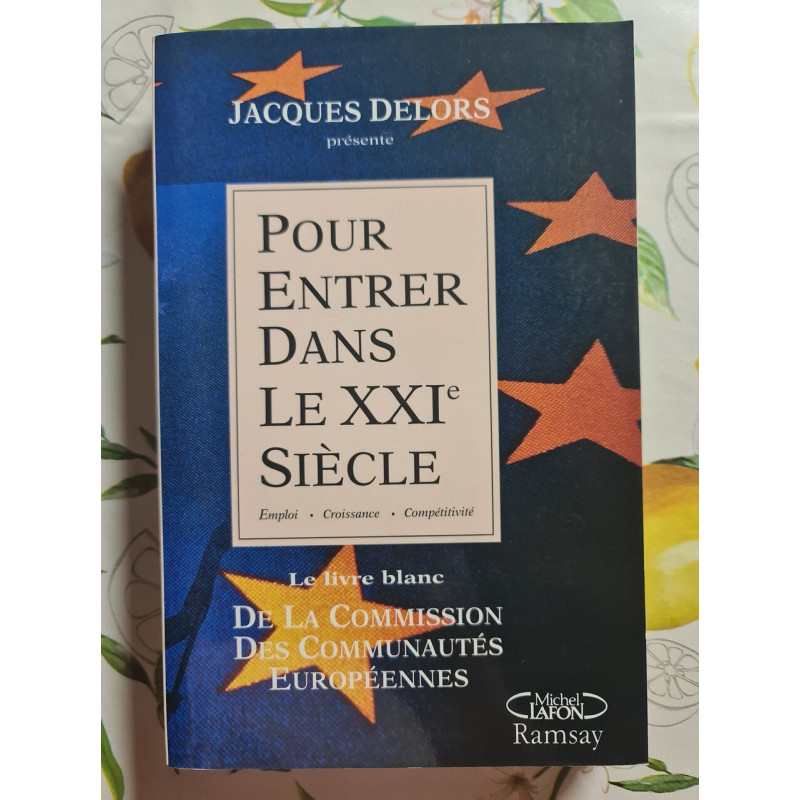 JACQUES DELORS
présente
POUR
ENTRER
DANS
LE XXIe
SIÈCLE
Emploi • Croissance • Compétitivité
Le livre blanc
DE LA COMMISSION
DES COMMUNAUTÉS
EUROPÉENNES
Michel
LAFON
Ramsay